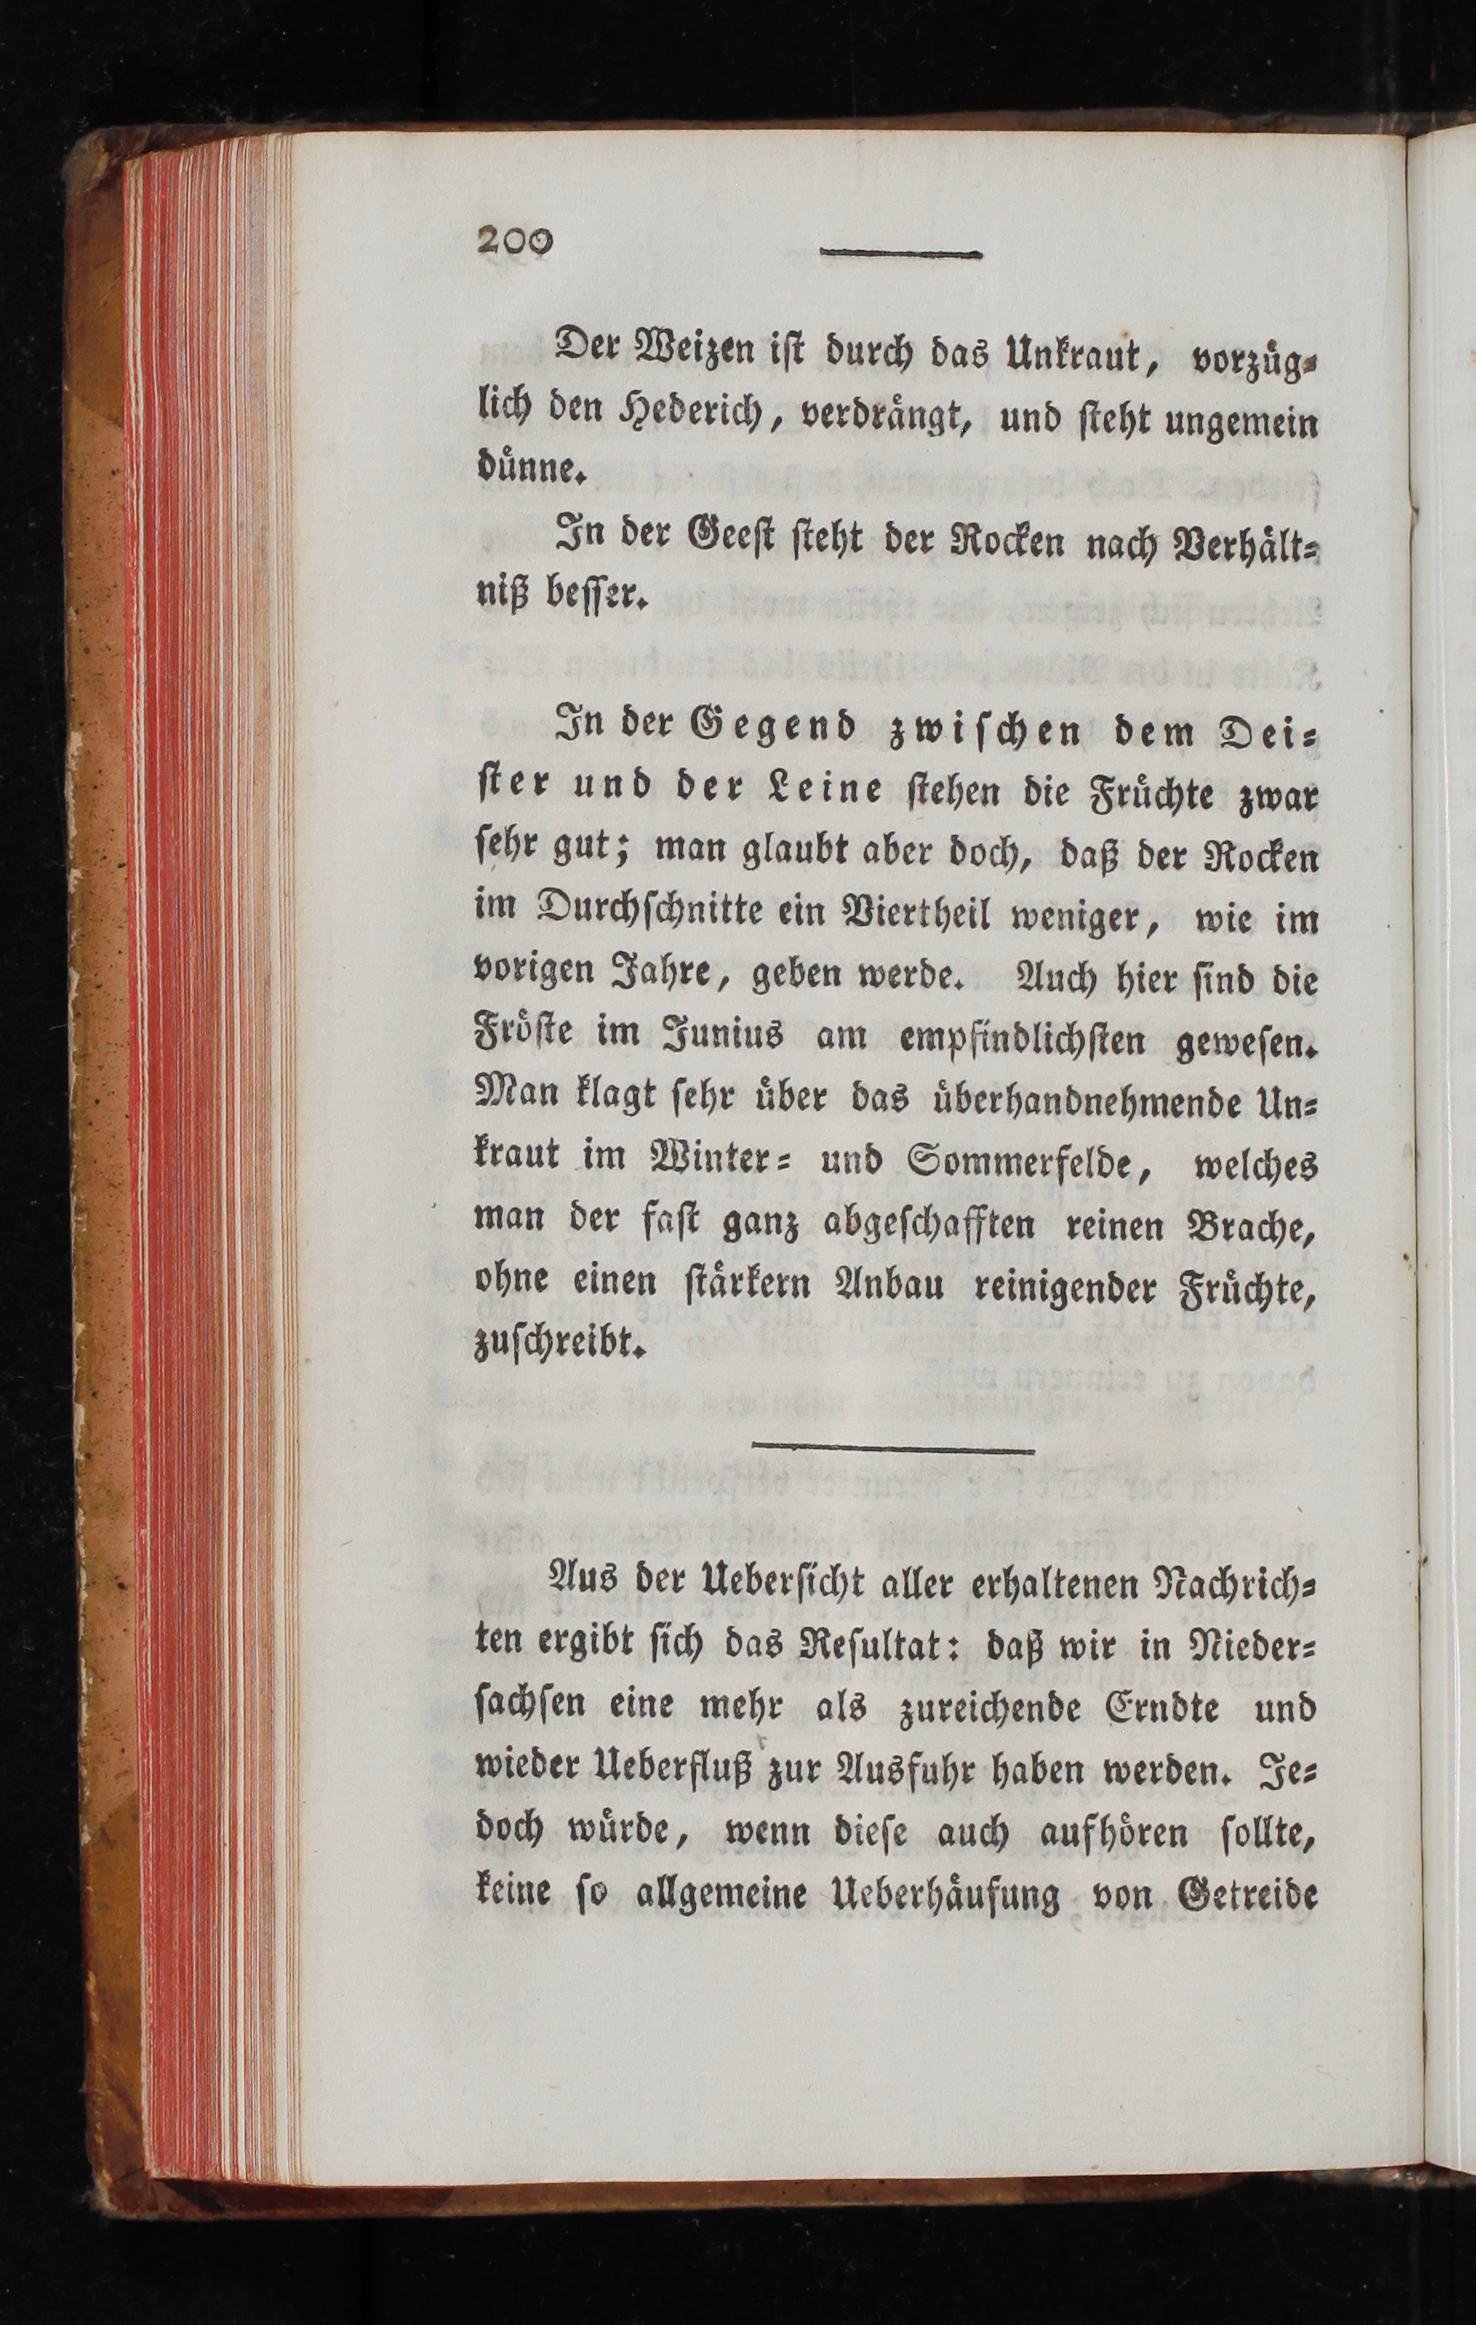 200
Der Weizen iſt durch das Unkraut, vorzüg⸗
lich den Hederich, verdrängt, und ſteht ungemein
dünne.
In der Geeſt ſteht der Rocken nach Verhält⸗
niß beſſer.
In der Gegend zwiſchen dem Dei⸗
ſter und der Leine ſtehen die Früchte zwar
ſehr gut; man glaubt aber doch, daß der Rocken
im Durchſchnitte ein Viertheil weniger, wie im
vorigen Jahre, geben werde. Auch hier ſind die
Fröſte im Junius am empfindlichſten geweſen.
Man klagt ſehr über das überhandnehmende Un⸗
kraut im Winter⸗ und Sommerfelde, welches
man der faſt ganz abgeſchafften reinen Brache,
ohne einen ſtärkern Anbau reinigender Früchte,
zuſchreibt.
Aus der Ueberſicht aller erhaltenen Nachrich⸗
ten ergibt ſich das Reſultat: daß wir in Nieder⸗
ſachſen eine mehr als zureichende Erndte und
wieder Ueberfluß zur Ausfuhr haben werden. Je⸗
doch würde, wenn dieſe auch aufhören ſollte,
keine ſo allgemeine Ueberhäufung von Getreide